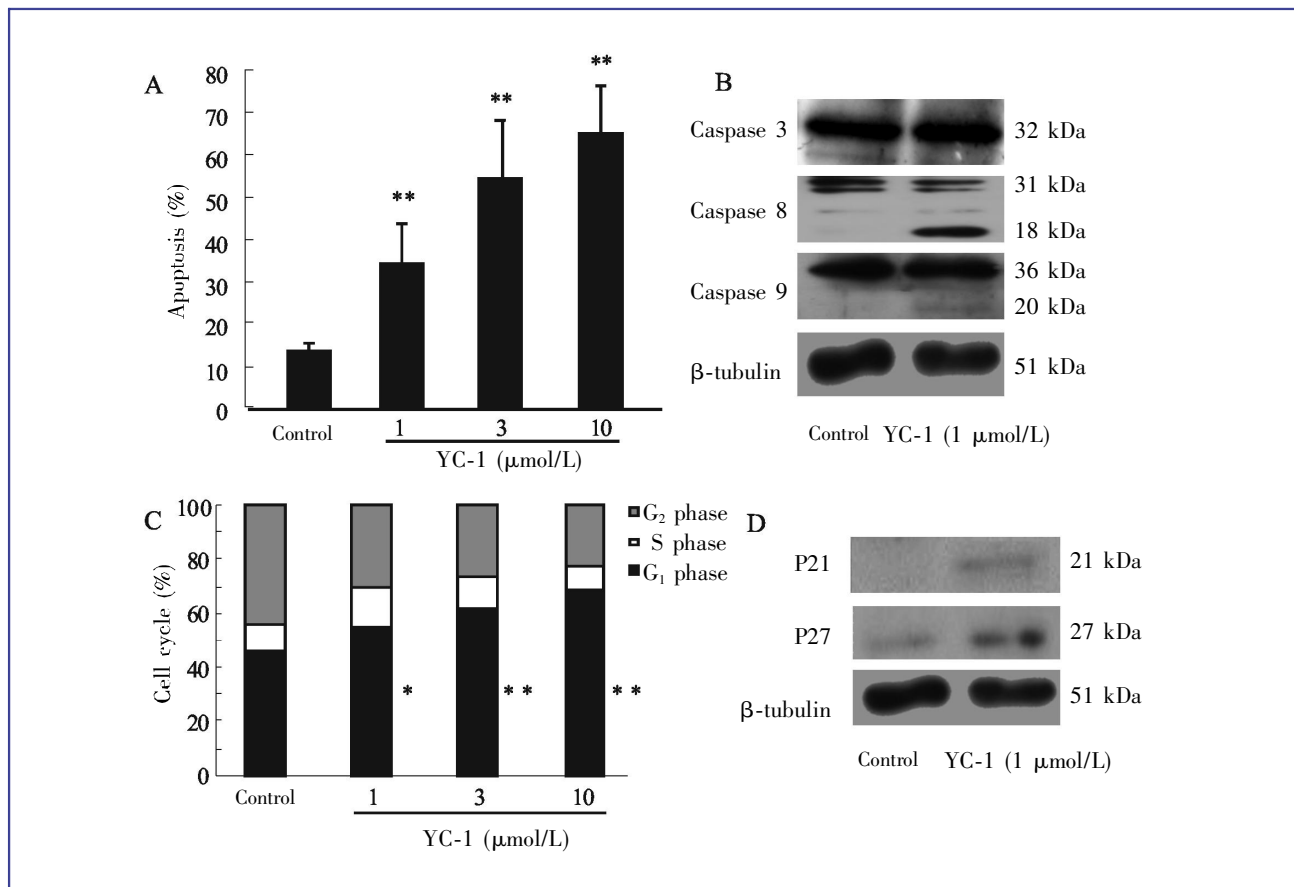 A
80
70
60
50
40
30
20
10
0
Apoptosis (%)
**
**
**
Control
1
3
10
YC-1 (μmol/L)
B
Caspase 3
32 kDa
Caspase 8
31 kDa
18 kDa
Caspase 9
36 kDa
20 kDa
β-tubulin
51 kDa
Control YC-1 (1 μmol/L)
C
100
80
60
40
20
0
Cell cycle (%)
G₂ phase
S phase
G₁ phase
*
**
**
Control
1
3
10
YC-1 (μmol/L)
D
P21
21 kDa
P27
27 kDa
β-tubulin
51 kDa
Control YC-1 (1 μmol/L)